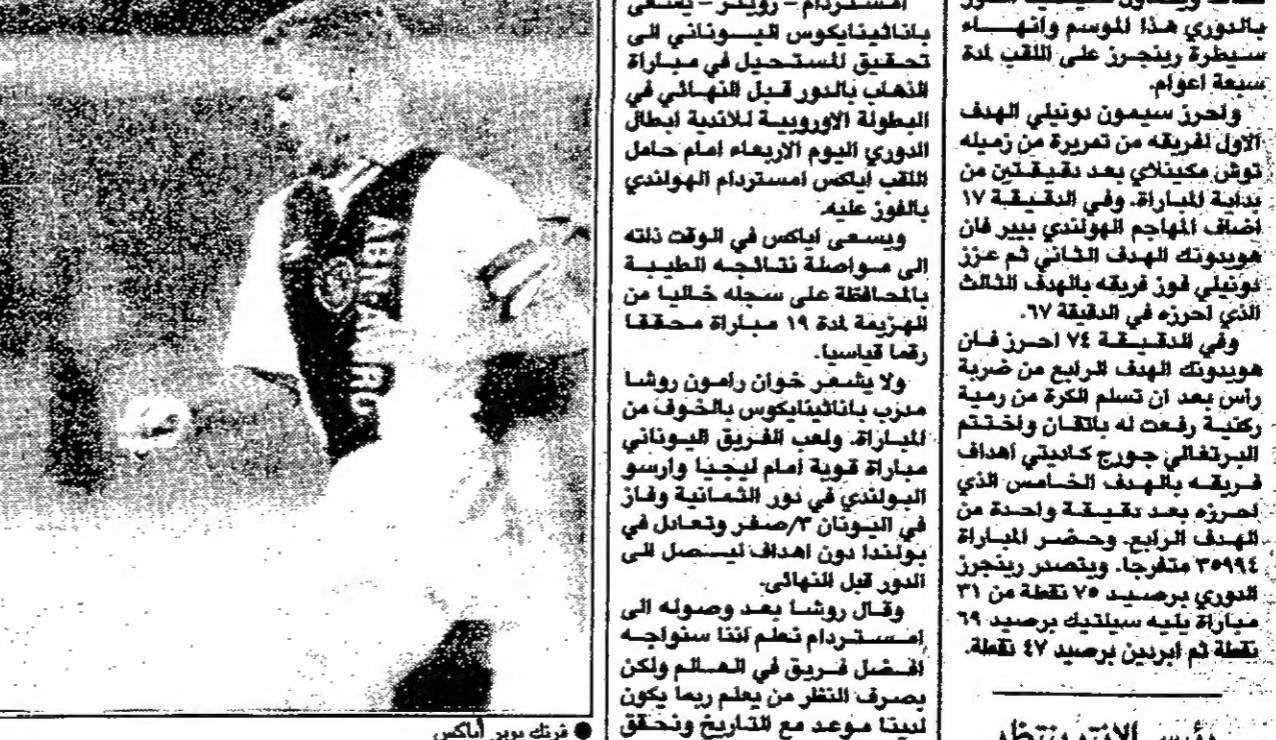 بالدوري هذا الموسم وإنهاء
سيطرة رينجرز على اللقب لمدة
سبعة اعوام.
واحرز سيمون دونيلي الهدف
الاول لفريقه من تمريرة من زميله
توش مكينلاي بعد دقيقتين من
بداية المباراة. وفي الدقيقة ١٧
اضاف المهاجم الهولندي بيير فان
هويدونك الهدف الثاني ثم عزز
دونيلي فوز فريقه بالهدف الثالث
الذي احرزه في الدقيقة ٦٧.
وفي الدقيقة ٧٤ احرز فان
هويدونك الهدف الرابع من ضربة
رأس بعد ان تسلم الكرة من رمية
ركنية رفعت له باتقان واختتم
البرتغالي جورج كاديتي اهداف
فريقه بالهدف الخامس الذي
احرزه بعد دقيقة واحدة من
الهدف الرابع. وحضر المباراة
٣٥٩٩٤ متفرجا. ويتصدر رينجرز
الدوري برصيد ٧٥ نقطة من ٣١
مباراة يليه سيلتيك برصيد ٦٩
نقطة ثم ابردين برصيد ٤٧ نقطة.
امستردام - رويتر - يسعى
باناثينايكوس اليوناني الى
تحقيق المستحيل في مباراة
الذهاب بالدور قبل النهائي في
البطولة الاوروبية للاندية ابطال
الدوري اليوم الاربعاء امام حامل
اللقب اياكس امستردام الهولندي
بالفوز عليه.
ويسعى اياكس في الوقت ذاته
الى مواصلة نتائجه الطيبة
بالمحافظة على سجله خاليا من
الهزيمة لمدة ١٩ مباراة محققا
رقما قياسيا.
ولا يشعر خوان رامون روشا
مدرب باناثينايكوس بالخوف من
المباراة. ولعب الفريق اليوناني
مباراة قوية امام ليجيا وارسو
البولندي في دور الثمانية وفاز
في اليونان ٣/صفر وتعادل في
بولندا دون اهداف ليصل الى
الدور قبل النهائي.
وقال روشا بعد وصوله الى
امستردام نعلم اننا سنواجه
افضل فريق في العالم ولكن
بصرف النظر من يعلم ربما يكون
لدينا موعد مع التاريخ ونحقق
ABN AMRO
● فرنك بوير أياكس